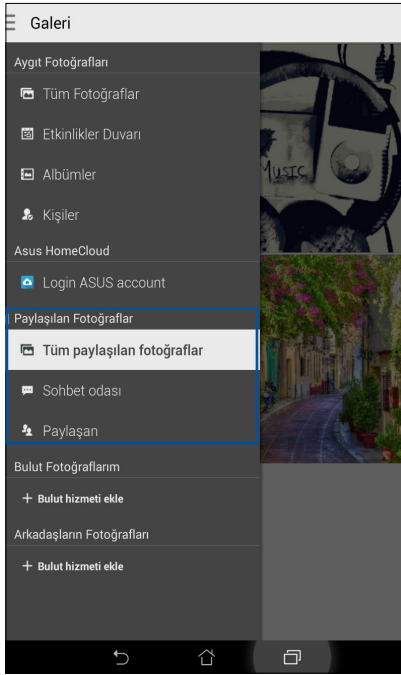 Galeri
Aygıt Fotoğrafları
Tüm Fotoğraflar
Etkinlikler Duvarı
Albümler
Kişiler
Asus HomeCloud
Login ASUS account
Paylaşılan Fotoğraflar
Tüm paylaşılan fotoğraflar
Sohbet odası
Paylaşan
Bulut Fotoğraflarım
+ Bulut hizmeti ekle
Arkadaşların Fotoğrafları
+ Bulut hizmeti ekle
MUSIC